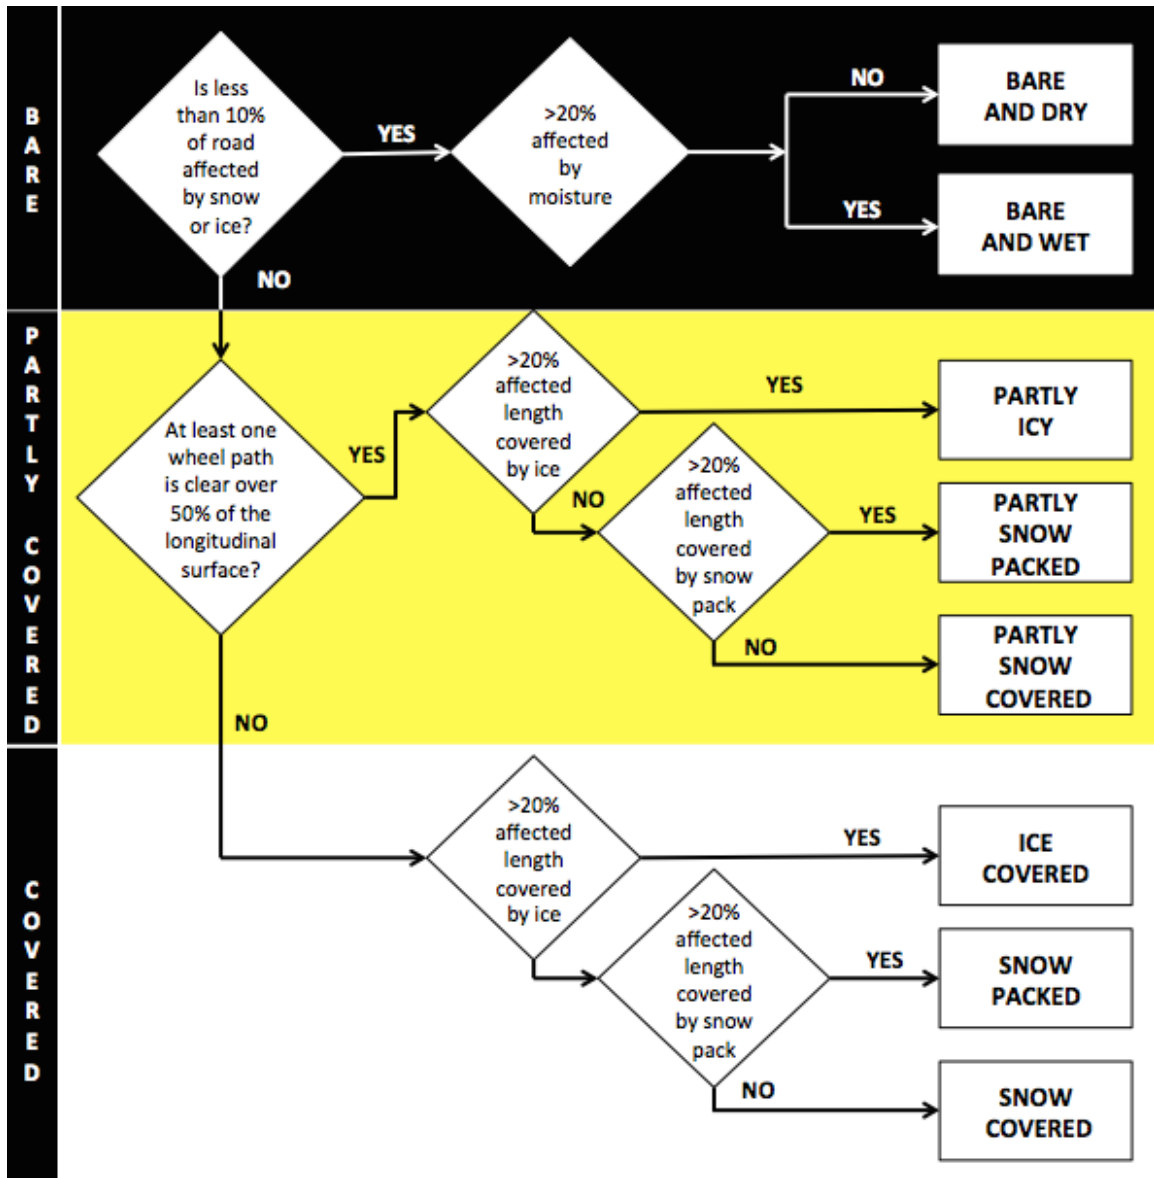 BARE
Is less
than 10%
of road
affected
by snow
or ice?
YES
>20%
affected
by
moisture
NO
BARE
AND DRY
YES
BARE
AND WET
NO
PARTLY COVERED
At least one
wheel path
is clear over
50% of the
longitudinal
surface?
YES
>20%
affected
length
covered
by ice
YES
PARTLY
ICY
NO
>20%
affected
length
covered
by snow
pack
YES
PARTLY
SNOW
PACKED
NO
PARTLY
SNOW
COVERED
NO
COVERED
>20%
affected
length
covered
by ice
YES
ICE
COVERED
>20%
affected
length
covered
by snow
pack
YES
SNOW
PACKED
NO
SNOW
COVERED